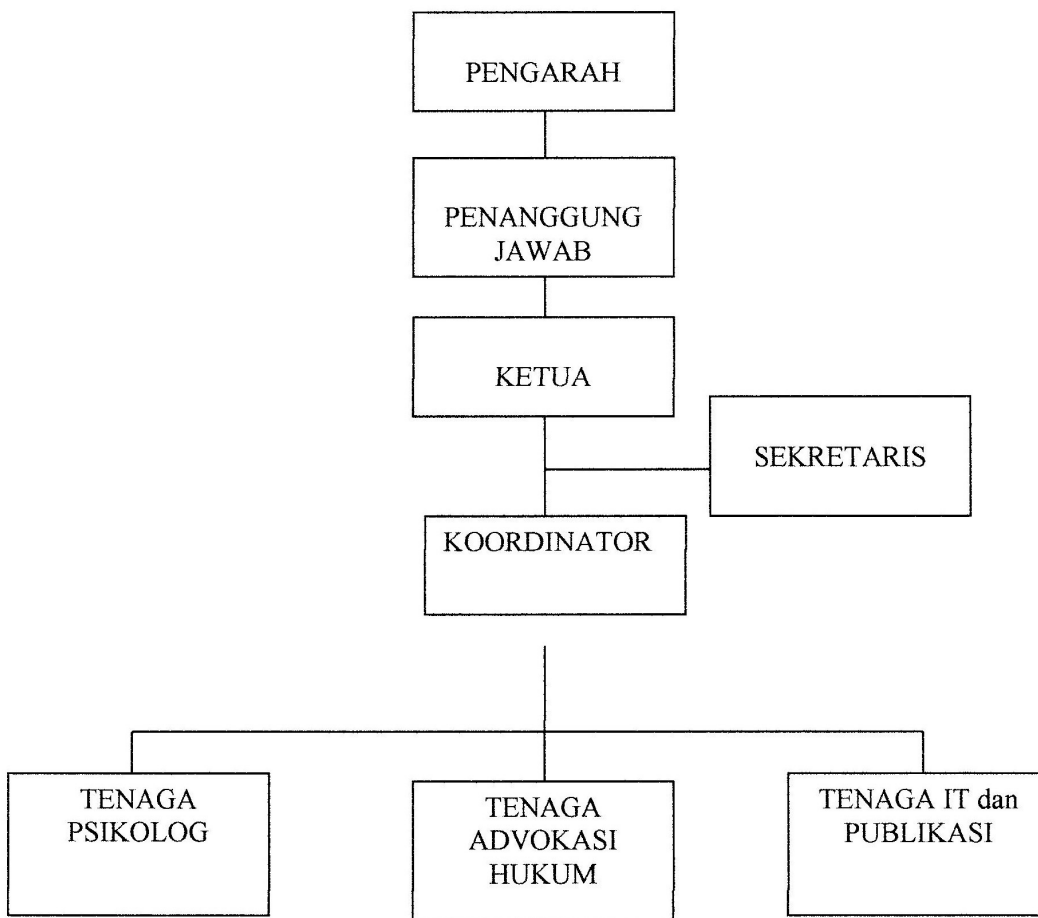 PENGARAH
PENANGGUNG
JAWAB
KETUA
SEKRETARIS
KOORDINATOR
TENAGA
PSIKOLOG
TENAGA
ADVOKASI
HUKUM
TENAGA IT dan
PUBLIKASI